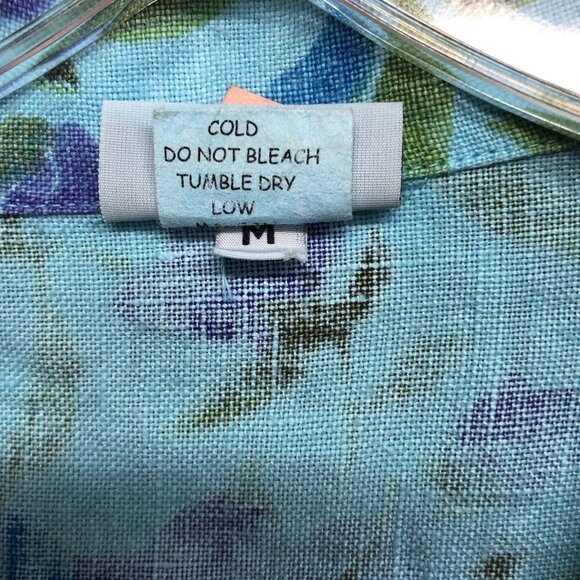 COLD
DO NOT BLEACH
TUMBLE DRY
LOW
M